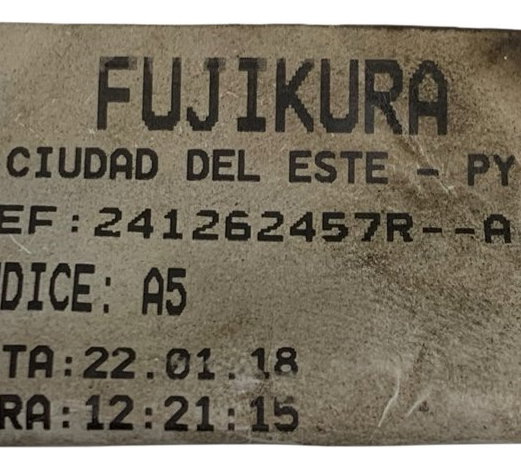 FUJIKURA
CIUDAD DEL ESTE - PY
EF:241262457R--A
DICE: A5
TA:22.01.18
RA:12:21:15